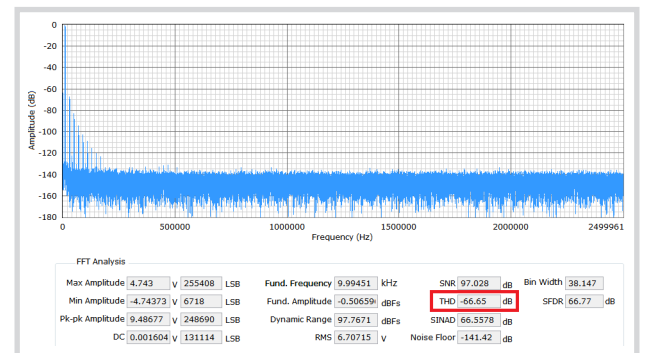 0
-20
-40
-60
-80
-100
-120
-140
-160
-180
Amplitude (dB)
0 500000 1000000 1500000 2000000 2499961
Frequency (Hz)
FFT Analysis
Max Amplitude 4.743 V 255408 LSB Fund. Frequency 9.99451 kHz SNR 97.028 dB Bin Width 38.147
Min Amplitude -4.74373 V 6718 LSB Fund. Amplitude -0.50659 dBFs THD -66.65 dB SFDR 66.77 dB
Pk-pk Amplitude 9.48677 V 248690 LSB Dynamic Range 97.7671 dBFs SINAD 66.5578 dB
DC 0.001604 V 131114 LSB RMS 6.70715 V Noise Floor -141.42 dB